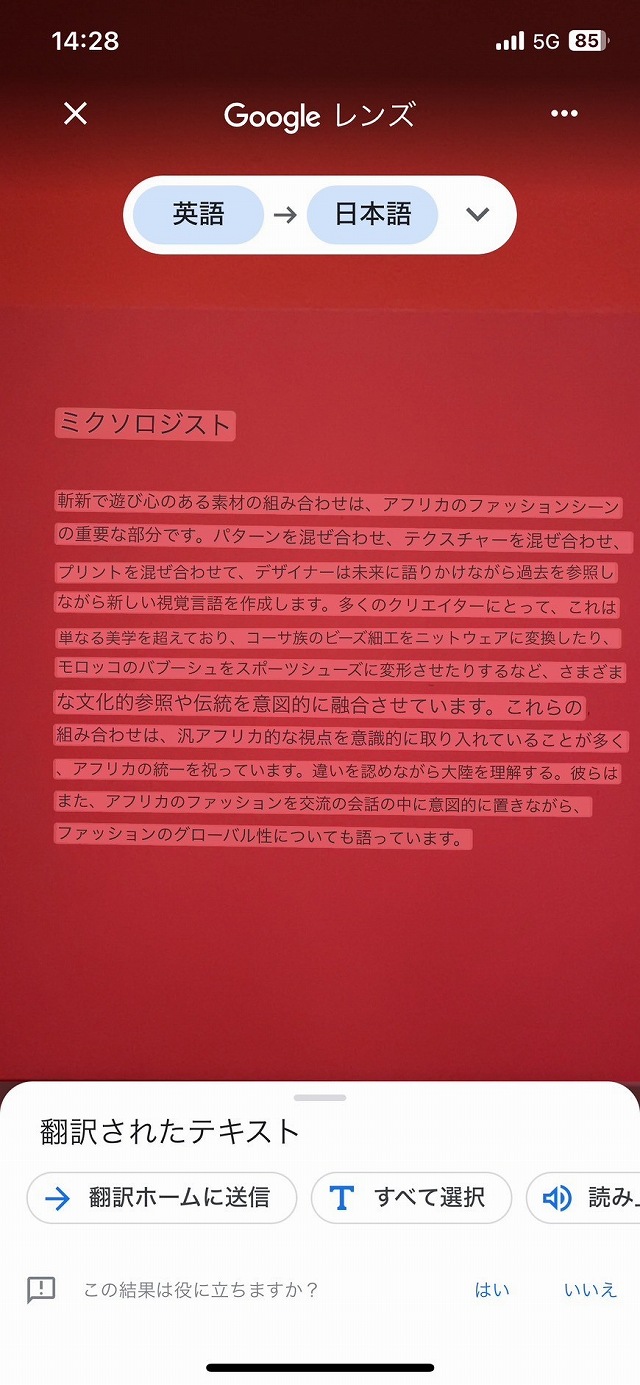 14:28
5G 85
Google レンズ
英語 → 日本語
ミクソロジスト
斬新で遊び心のある素材の組み合わせは、アフリカのファッションシーン
の重要な部分です。パターンを混ぜ合わせ、テクスチャーを混ぜ合わせ、
プリントを混ぜ合わせて、デザイナーは未来に語りかけながら過去を参照し
ながら新しい視覚言語を作成します。多くのクリエイターにとって、これは
単なる美学を超えており、コーサ族のビーズ細工をニットウェアに変換したり、
モロッコのバブーシュをスポーツシューズに変形させたりするなど、さまざま
な文化的参照や伝統を意図的に融合させています。これらの
組み合わせは、汎アフリカ的な視点を意識的に取り入れていることが多く
、アフリカの統一を祝っています。違いを認めながら大陸を理解する。彼らは
また、アフリカのファッションを交流の会話の中に意図的に置きながら、
ファッションのグローバル性についても語っています。
翻訳されたテキスト
翻訳ホームに送信
すべて選択
読み
この結果は役に立ちますか？
はい
いいえ